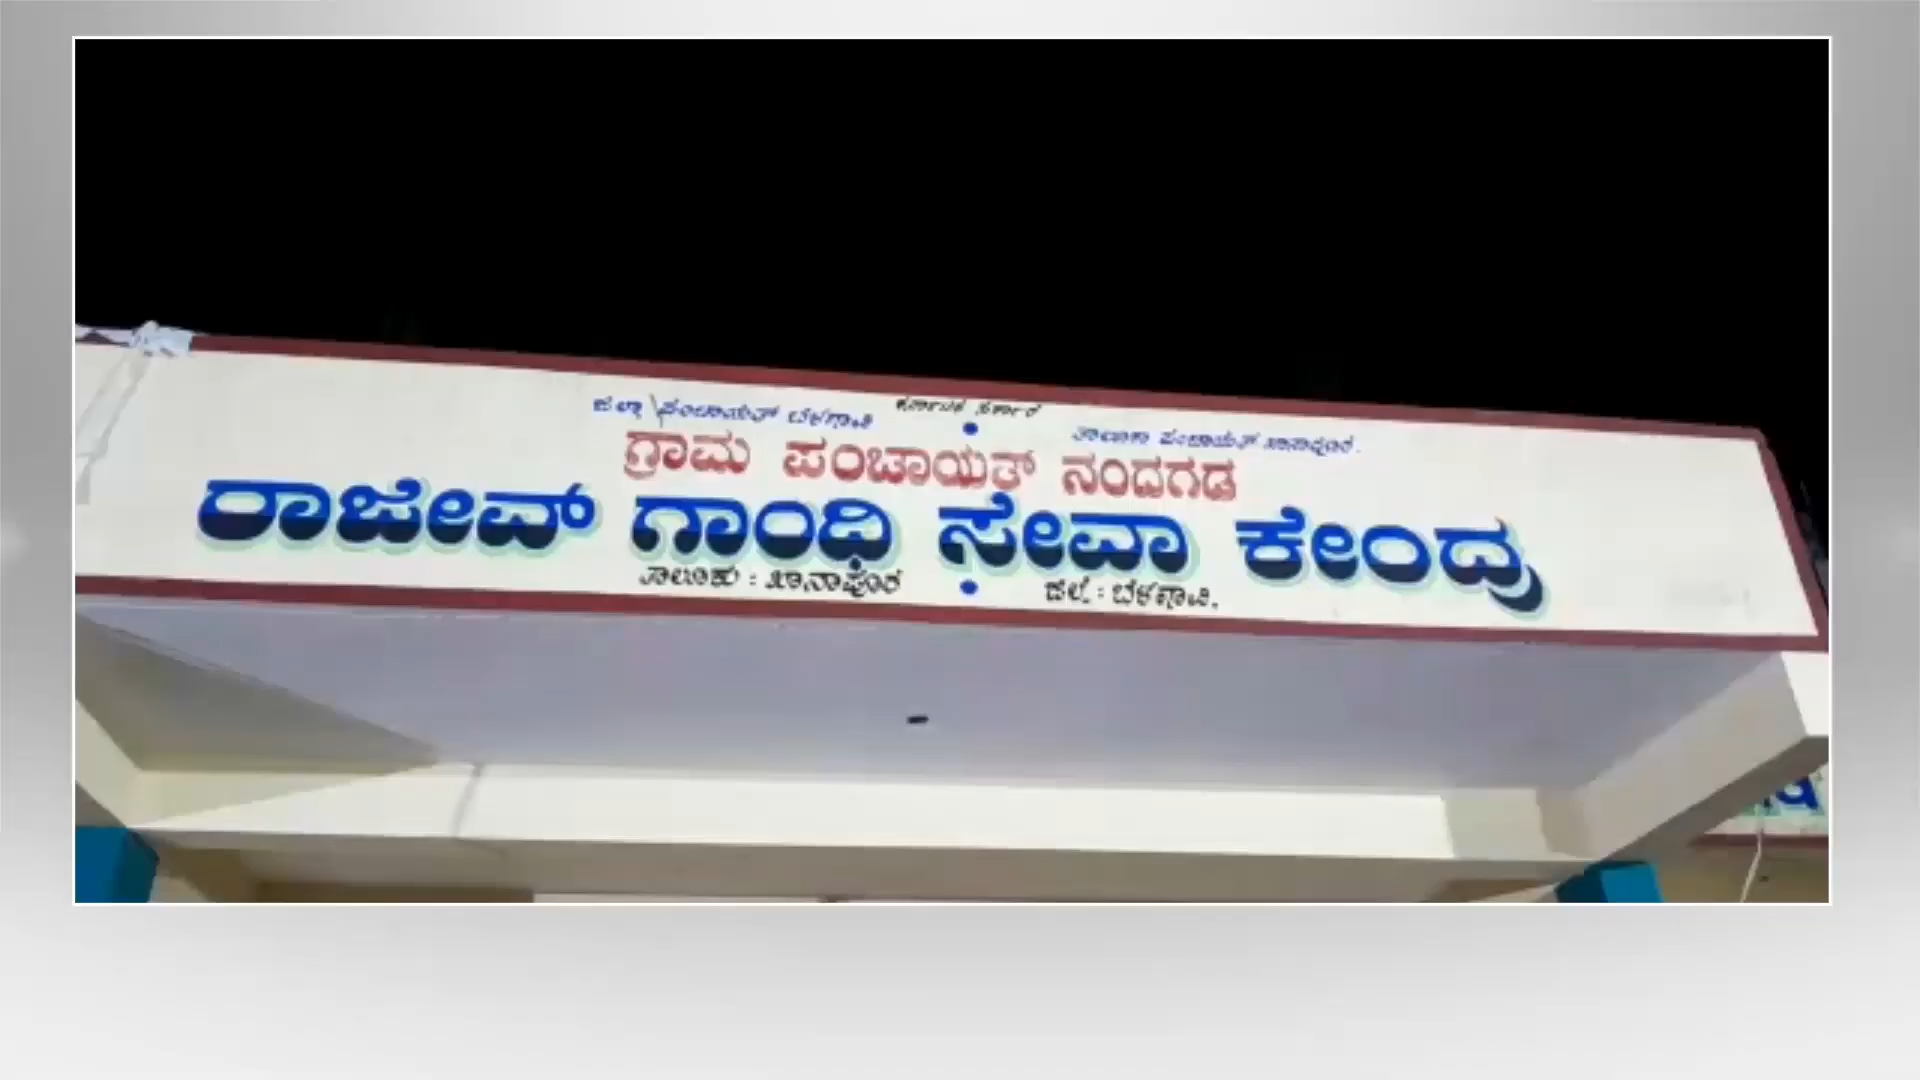 ಕರ್ನಾಟಕ ಸರ್ಕಾರ
ಜಿಲ್ಲಾ ಪಂಚಾಯತ್ ಬೆಳಗಾವಿ ತಾಲೂಕಾ ಪಂಚಾಯತ್ ಖಾನಾಪೂರ.
ಗ್ರಾಮ ಪಂಚಾಯತ್ ನಂದಗಡ
ರಾಜೀವ್ ಗಾಂಧಿ ಸೇವಾ ಕೇಂದ್ರ
ತಾಲೂಕು : ಖಾನಾಪೂರ ಜಿಲ್ಲೆ : ಬೆಳಗಾವಿ.